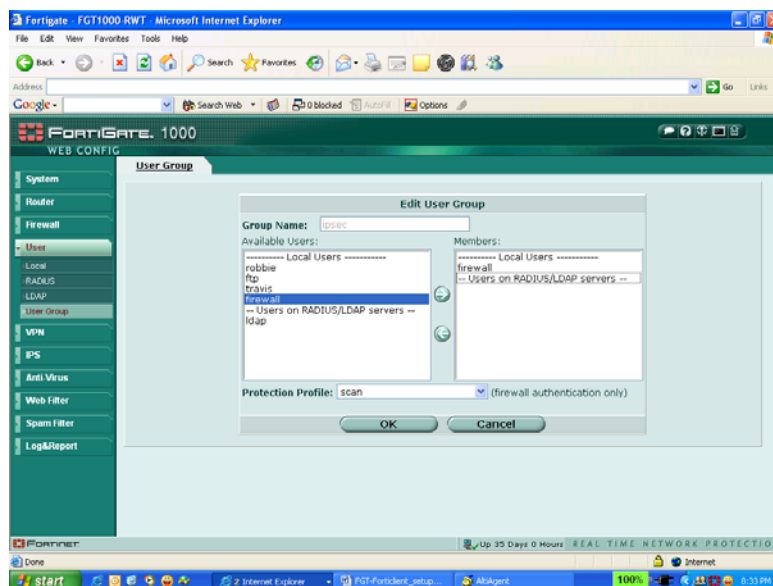 Fortigate - FGT1000-RWT - Microsoft Internet Explorer
File Edit View Favorites Tools Help
Back Search Favorites
Address Go Links
Google - Search Web 0 blocked AutoFill Options
FORTIGATE. 1000
WEB CONFIG
User Group
System
Router
Firewall
User
Local
RADIUS
LDAP
User Group
VPN
IPS
Anti-Virus
Web Filter
Spam Filter
Log&Report
Edit User Group
Group Name: ipsec
Available Users: Members:
---------- Local Users -----------
robbie
ftp
travis
firewall
-- Users on RADIUS/LDAP servers --
ldap
---------- Local Users -----------
firewall
-- Users on RADIUS/LDAP servers --
Protection Profile: scan (firewall authentication only)
OK Cancel
FORTINET Up 35 Days 0 Hours REAL TIME NETWORK PROTECTIO
Done Internet
start 2 Internet Explorer FGT-Forticlient_setup... AltiAgent 100% 8:33 PM